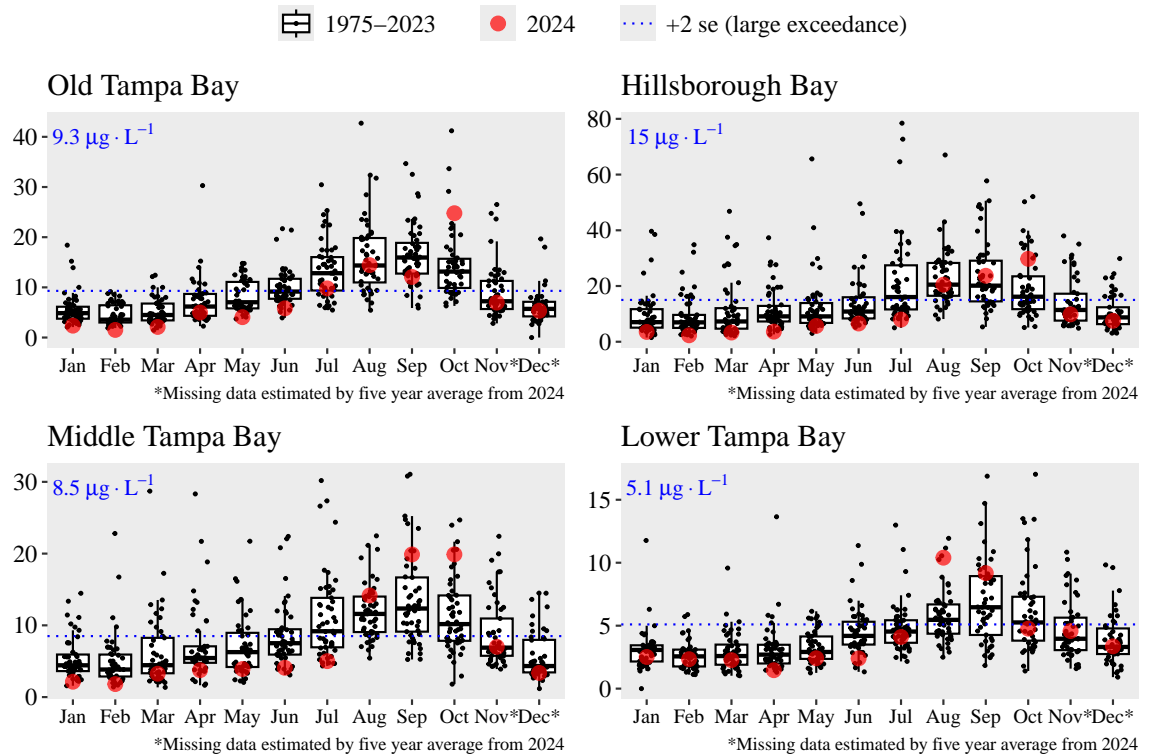 1975–2023 2024 +2 se (large exceedance)
Old Tampa Bay
9.3 μg · L⁻¹
40
30
20
10
0
Jan Feb Mar Apr May Jun Jul Aug Sep Oct Nov* Dec*
*Missing data estimated by five year average from 2024
Hillsborough Bay
15 μg · L⁻¹
80
60
40
20
0
Jan Feb Mar Apr May Jun Jul Aug Sep Oct Nov* Dec*
*Missing data estimated by five year average from 2024
Middle Tampa Bay
8.5 μg · L⁻¹
30
20
10
0
Jan Feb Mar Apr May Jun Jul Aug Sep Oct Nov* Dec*
*Missing data estimated by five year average from 2024
Lower Tampa Bay
5.1 μg · L⁻¹
15
10
5
0
Jan Feb Mar Apr May Jun Jul Aug Sep Oct Nov* Dec*
*Missing data estimated by five year average from 2024